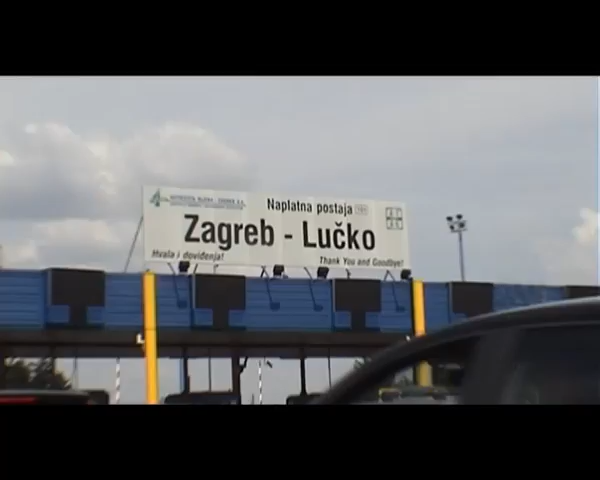 Naplatna postaja
Zagreb - Lučko
Hvala i doviđenja!
Thank You and Goodbye!